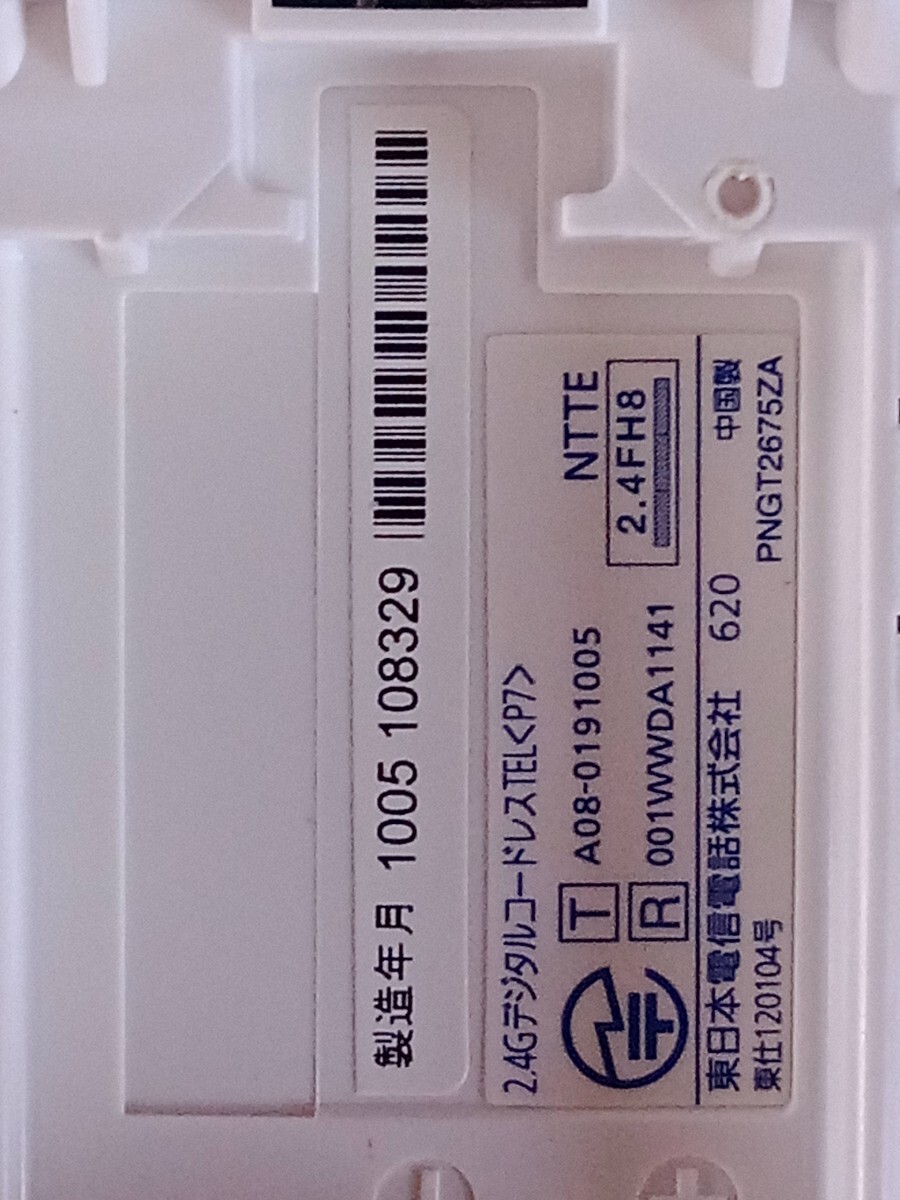 製造年月 1005 108329
2.4GデジタルコードレスTEL<P7>
T A08-0191005 NTTE
R 001WWDA1141 2.4FH8
東日本電信電話株式会社 620 中国製
東仕120104号 PNGT2675ZA